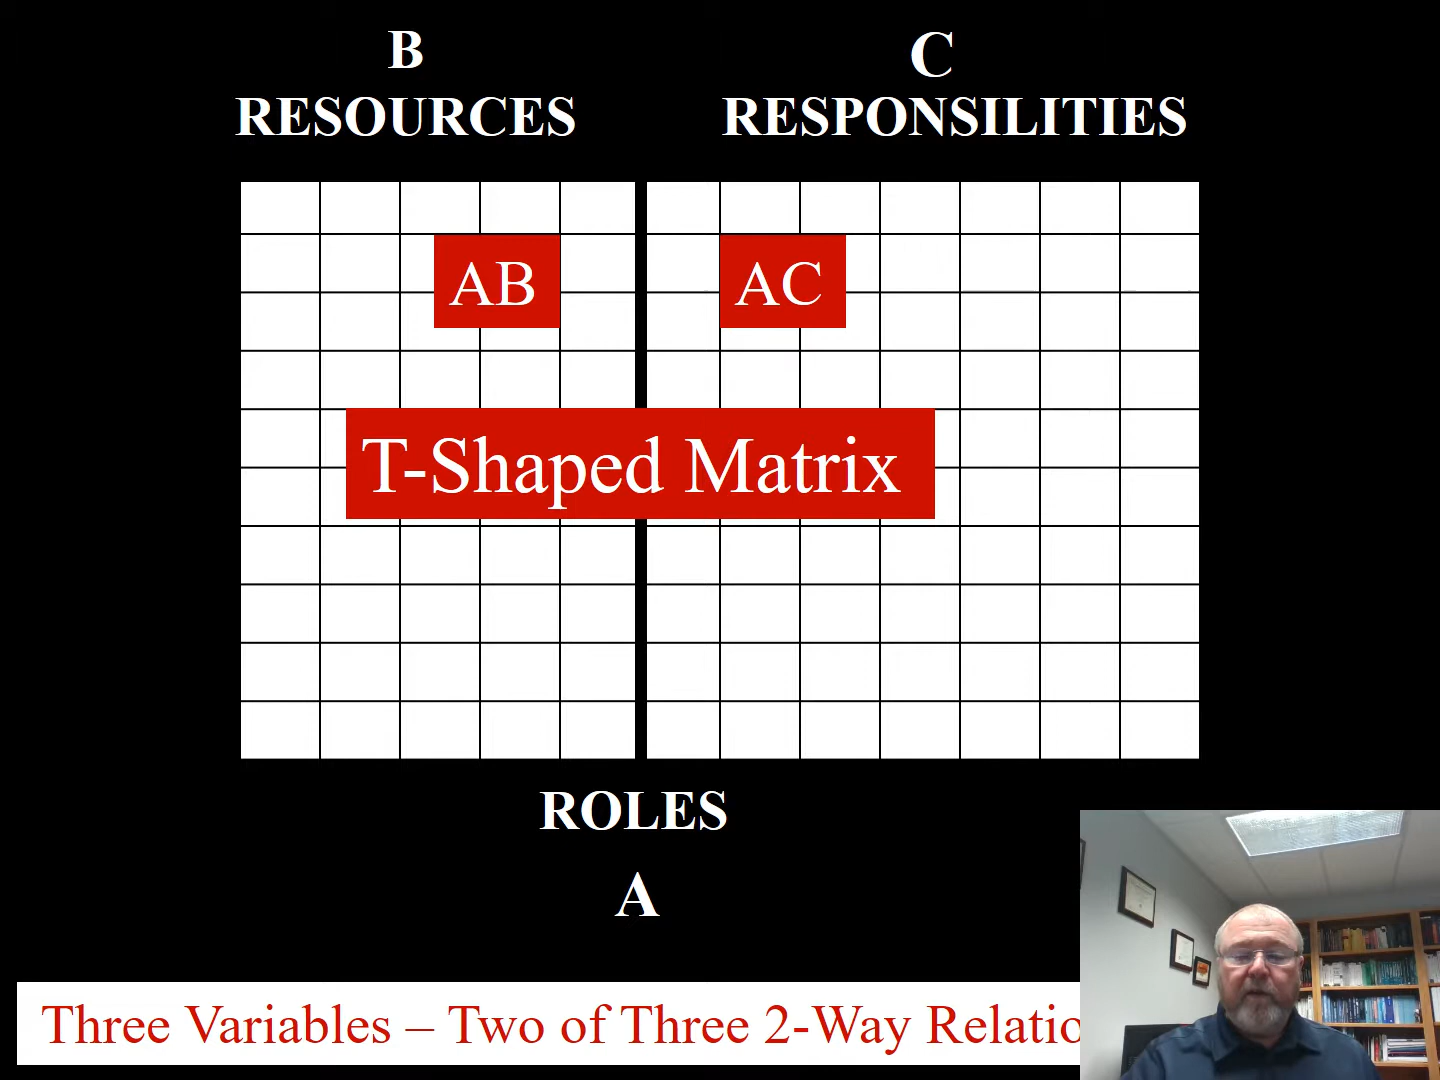 B
C
RESOURCES
RESPONSILITIES
AB
AC
T-Shaped Matrix
ROLES
A
Three Variables – Two of Three 2-Way Relatio